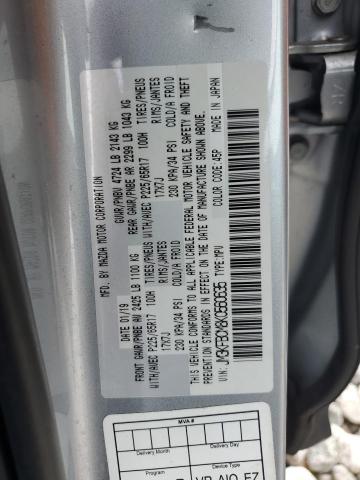 MFD. BY MAZDA MOTOR CORPORATION
DATE: 01/19 GVWR/PNBV 4724 LB 2143 KG
FRONT GAWR/PNBE AV 2425 LB 1100 KG REAR GAWR/PNBE AR 2299 LB 1043 KG
WITH/AVEC P225/65R17 100H TIRES/PNEUS WITH/AVEC P225/65R17 100H TIRES/PNEUS
17X7J RIMS/JANTES 17X7J RIMS/JANTES
230 KPA/34 PSI COLD/A FROID 230 KPA/34 PSI COLD/A FROID
THIS VEHICLE CONFORMS TO ALL APPLICABLE FEDERAL MOTOR VEHICLE SAFETY AND THEFT
PREVENTION STANDARDS IN EFFECT ON THE DATE OF MANUFACTURE SHOWN ABOVE.
VIN: TYPE: MPV COLOR CODE: 45P MADE IN JAPAN
MVA #
Delivery Month Delivery Day
Program Device Type